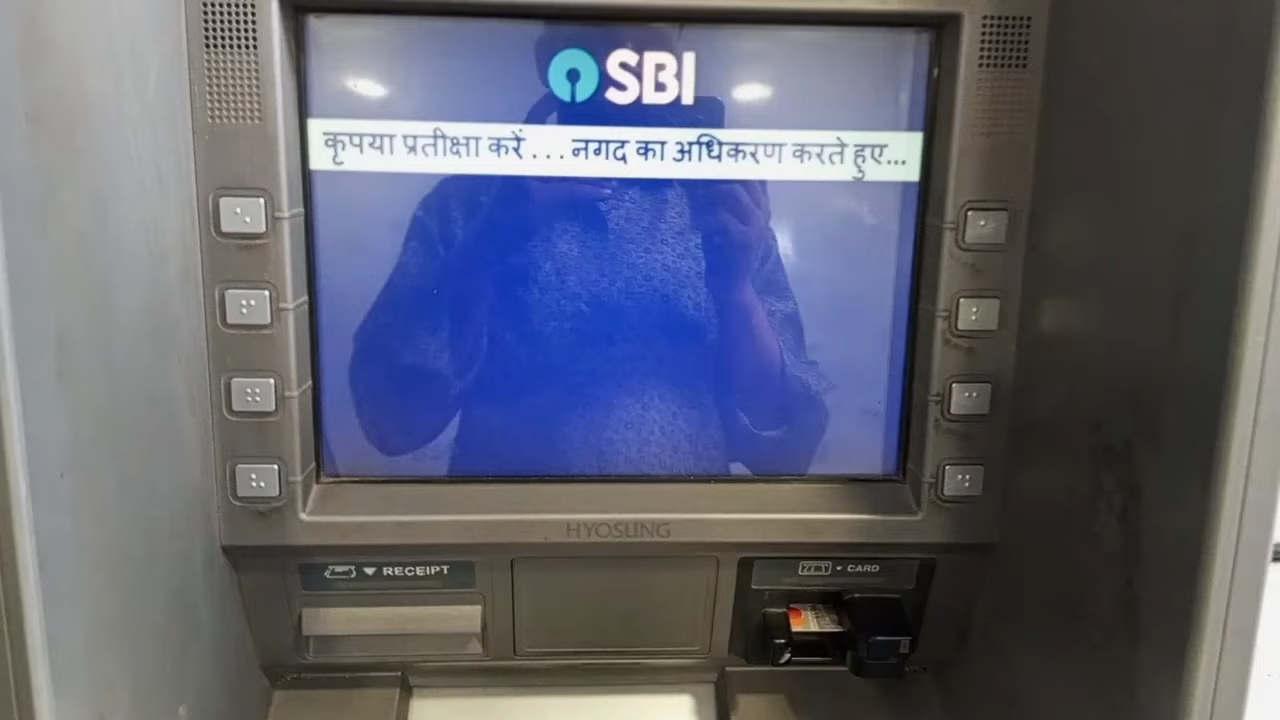 SBI
कृपया प्रतीक्षा करें . . . नगद का अधिकरण करते हुए...
HYOSUNG
RECEIPT
CARD